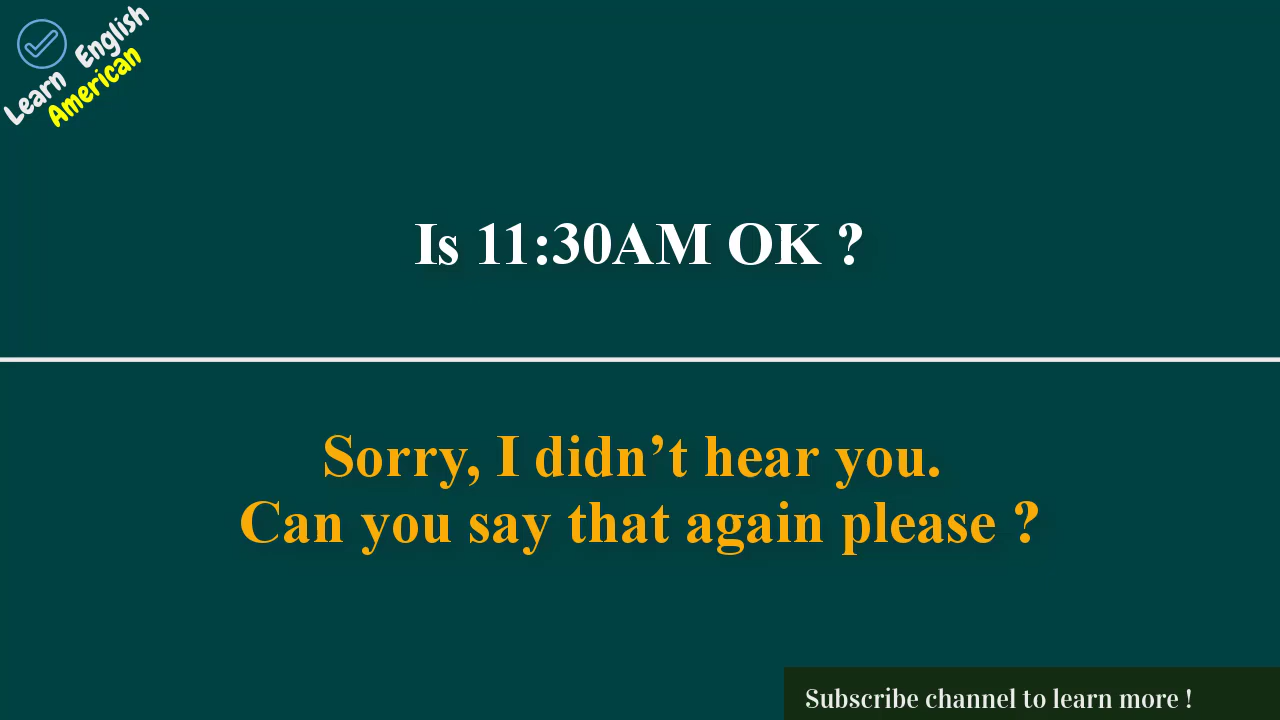 Learn English
American
Is 11:30AM OK ?
Sorry, I didn’t hear you.
Can you say that again please ?
Subscribe channel to learn more !